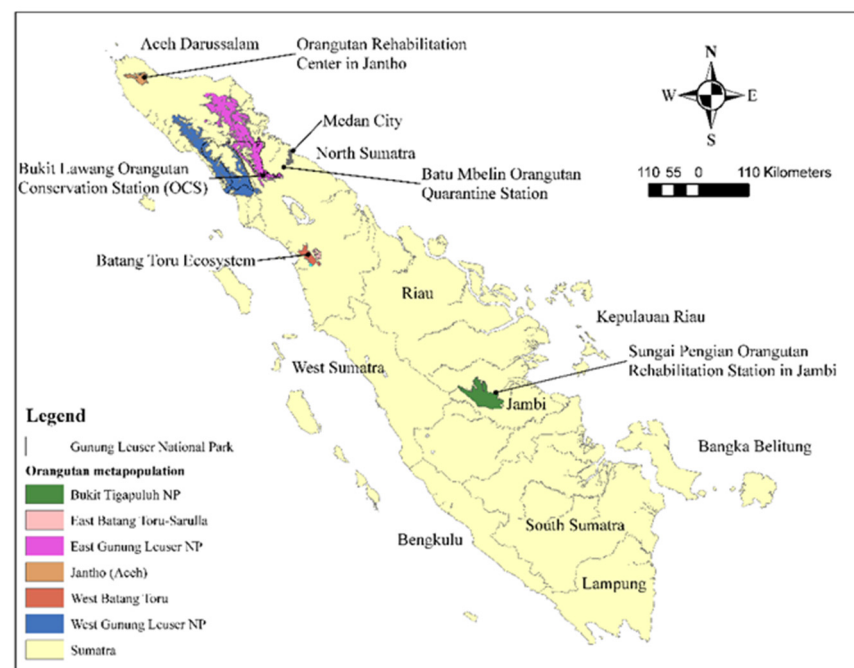 Aceh Darussalam
Orangutan Rehabilitation
Center in Jantho
N
W
E
S
Medan City
North Sumatra
110 55 0 110 Kilometers
Bukit Lawang Orangutan
Conservation Station (OCS)
Batu Mbelin Orangutan
Quarantine Station
Batang Toru Ecosystem
Riau
Kepulauan Riau
West Sumatra
Sungai Pengian Orangutan
Rehabilitation Station in Jambi
Jambi
Bangka Belitung
Bengkulu
South Sumatra
Lampung
Legend
Gunung Leuser National Park
Orangutan metapopulation
Bukit Tigapuluh NP
East Batang Toru-Sarulla
East Gunung Leuser NP
Jantho (Aceh)
West Batang Toru
West Gunung Leuser NP
Sumatra